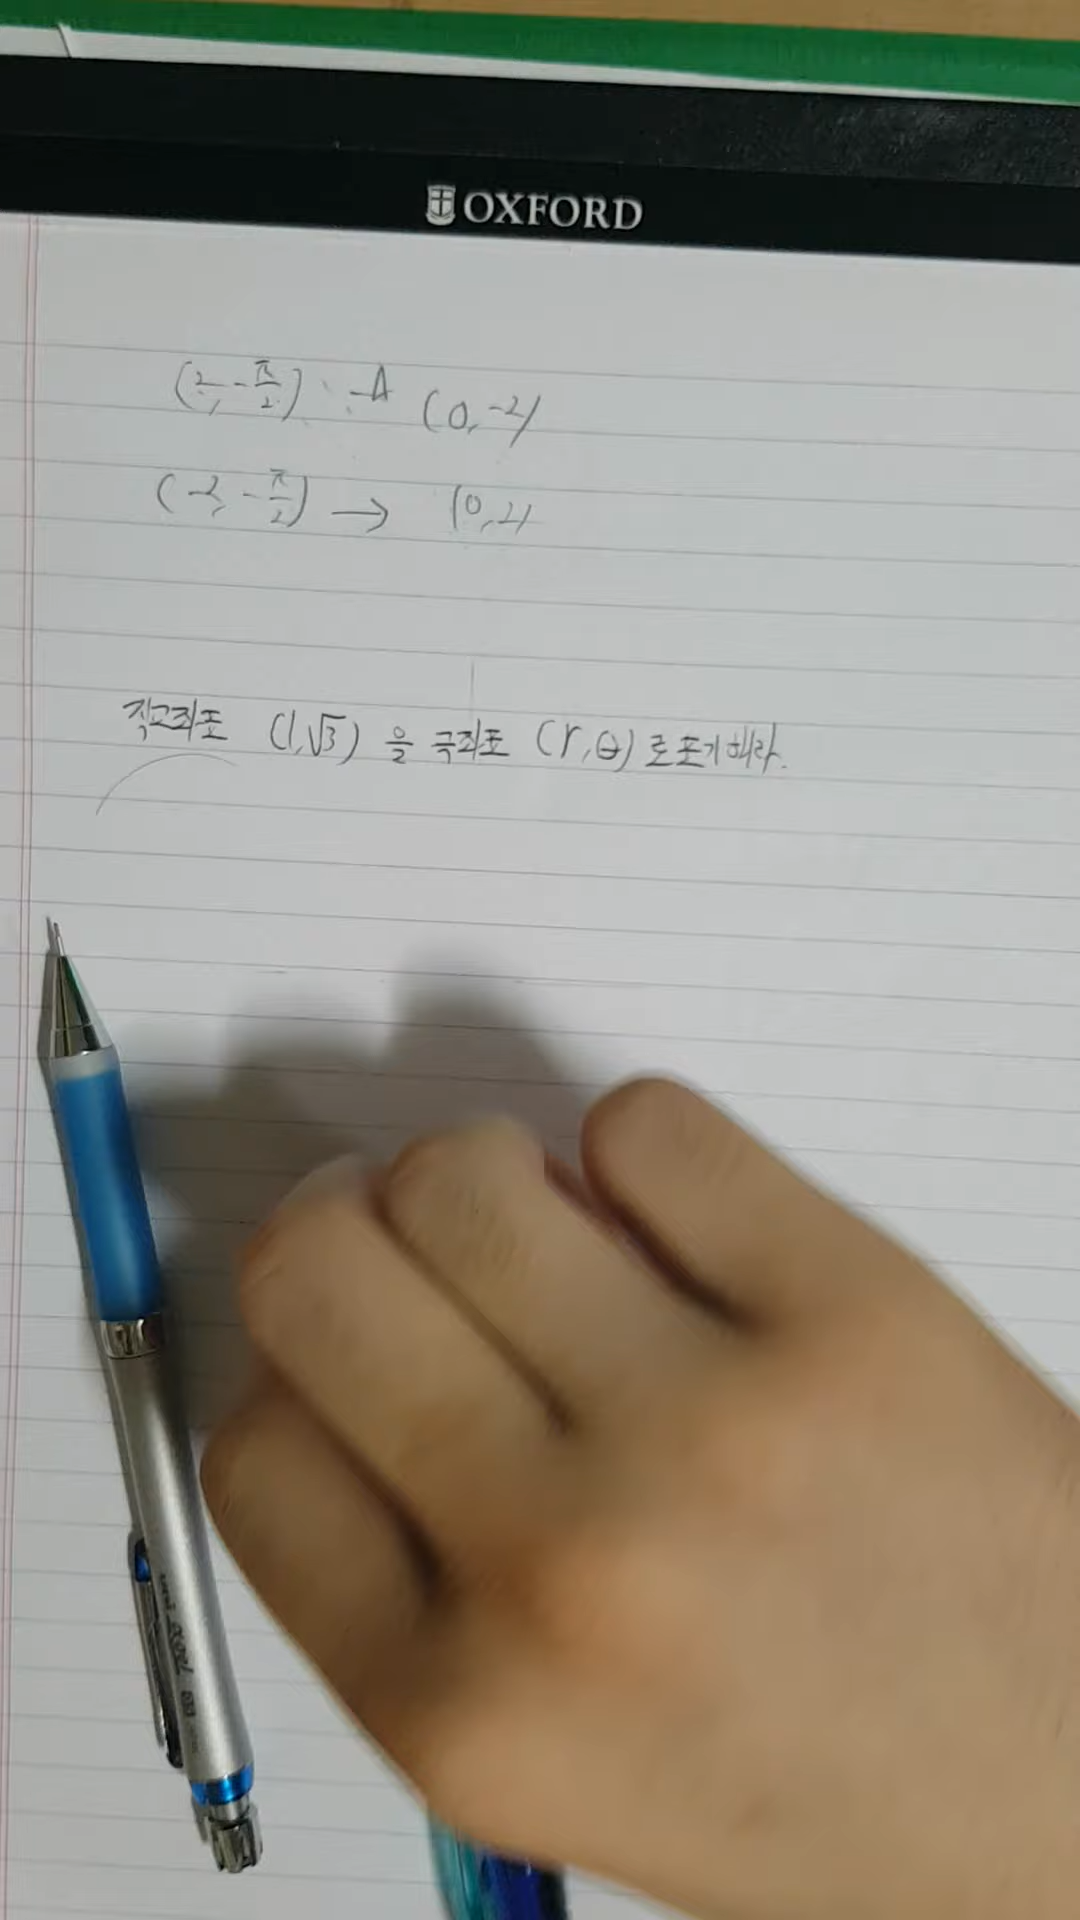 OXFORD
(2, -π/2) → (0, -2)
(-2, -π/2) → (0, 2)
직교좌표 (1, √3) 을 극좌표 (r, θ) 로 표기해라.
uni